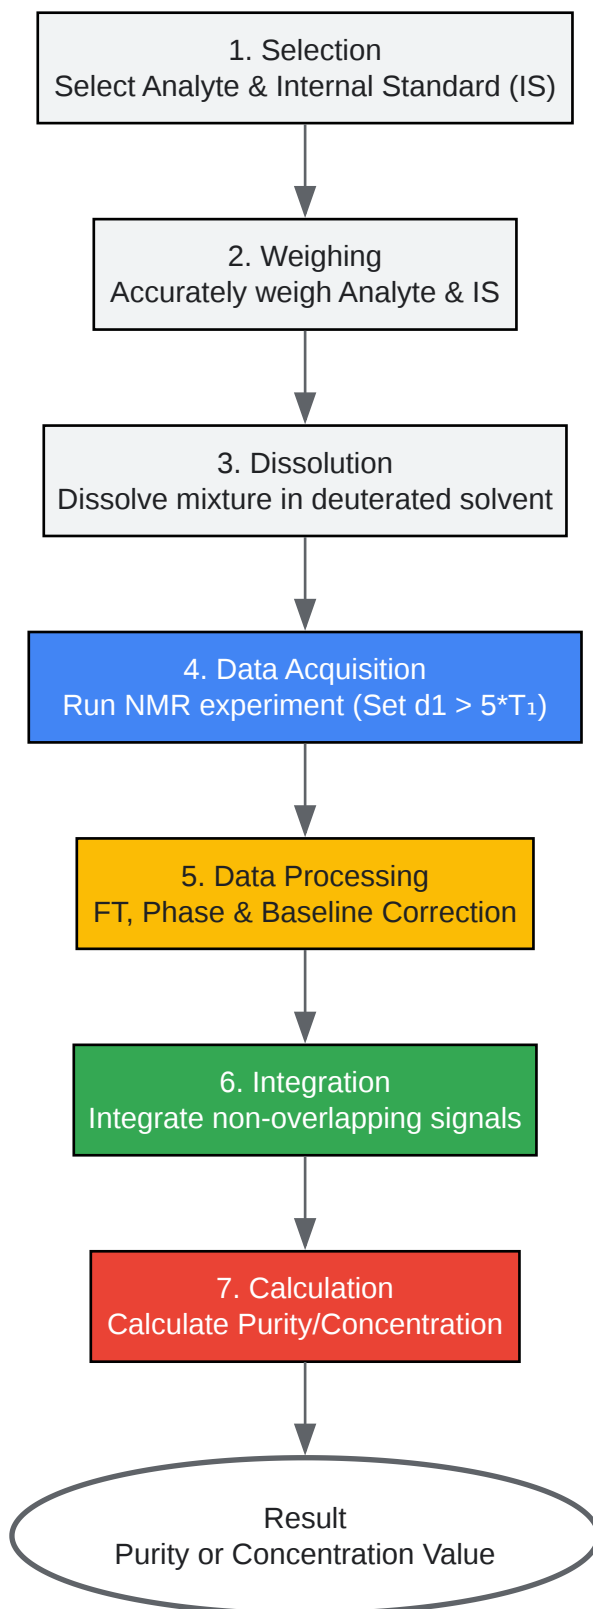 1. Selection
Select Analyte & Internal Standard (IS)
2. Weighing
Accurately weigh Analyte & IS
3. Dissolution
Dissolve mixture in deuterated solvent
4. Data Acquisition
Run NMR experiment (Set d1 > 5*T₁)
5. Data Processing
FT, Phase & Baseline Correction
6. Integration
Integrate non-overlapping signals
7. Calculation
Calculate Purity/Concentration
Result
Purity or Concentration Value